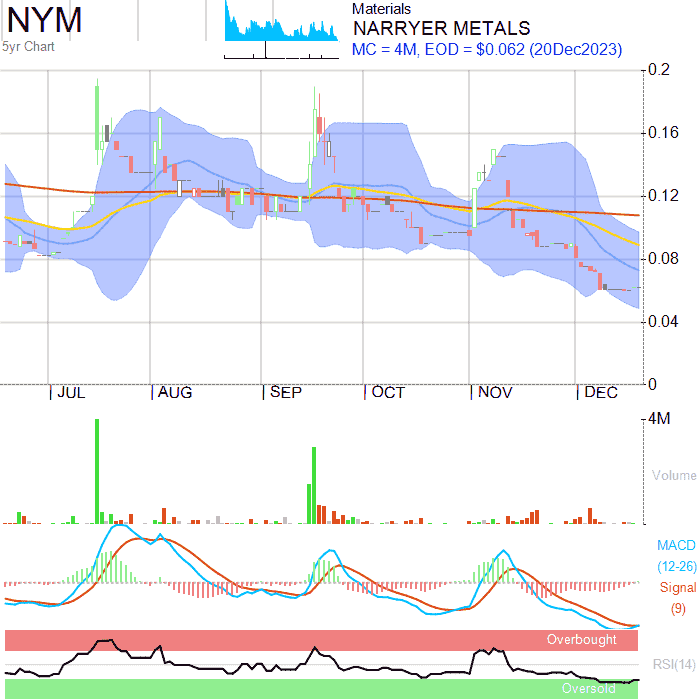 NYM
5yr Chart
Materials
NARRYER METALS
MC = 4M, EOD = $0.062 (20Dec2023)
0.2
0.16
0.12
0.08
0.04
0
JUL AUG SEP OCT NOV DEC
4M
Volume
MACD
(12-26)
Signal
(9)
Overbought
RSI(14)
Oversold